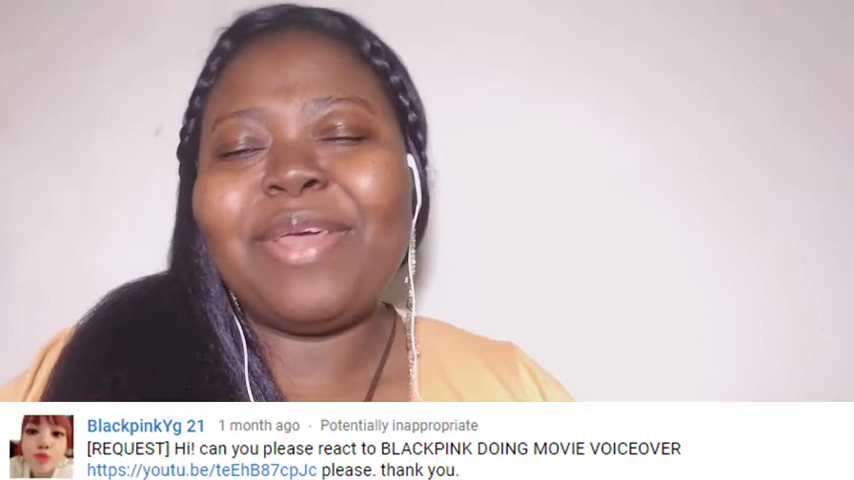 BlackpinkYg 21 1 month ago · Potentially inappropriate
[REQUEST] Hi! can you please react to BLACKPINK DOING MOVIE VOICEOVER
https://youtu.be/teEhB87cpJc please. thank you.